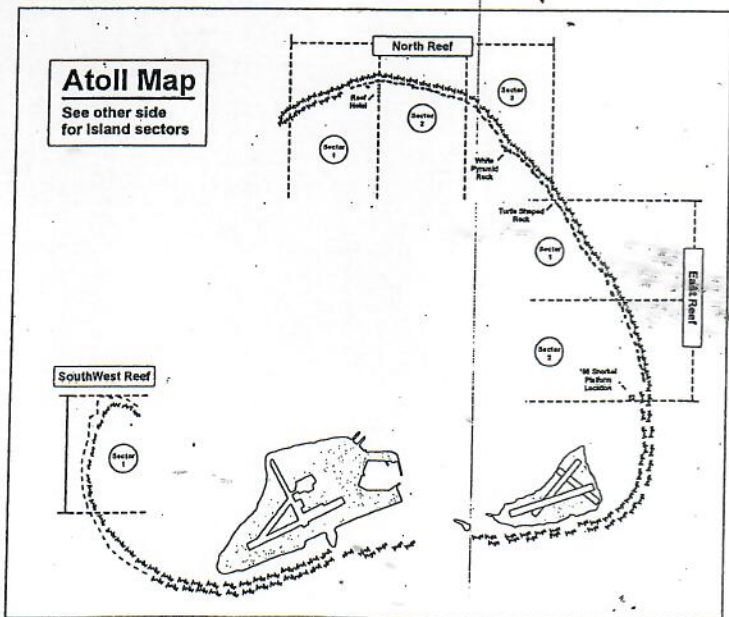 Atoll Map
See other side
for Island sectors
North Reef
Sector
3
Reef
Hotel
Sector
1
Sector
2
White
Pyramid
Rock
Turtle Shaped
Rock
Sector
1
East Reef
Sector
2
'98 Snorkel
Platform
Location
SouthWest Reef
Sector
1